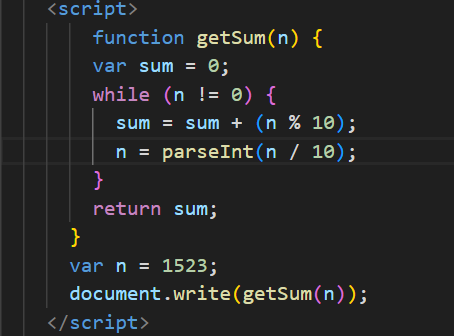 <script>
function getSum(n) {
var sum = 0;
while (n != 0) {
sum = sum + (n % 10);
n = parseInt(n / 10);
}
return sum;
}
var n = 1523;
document.write(getSum(n));
</script>